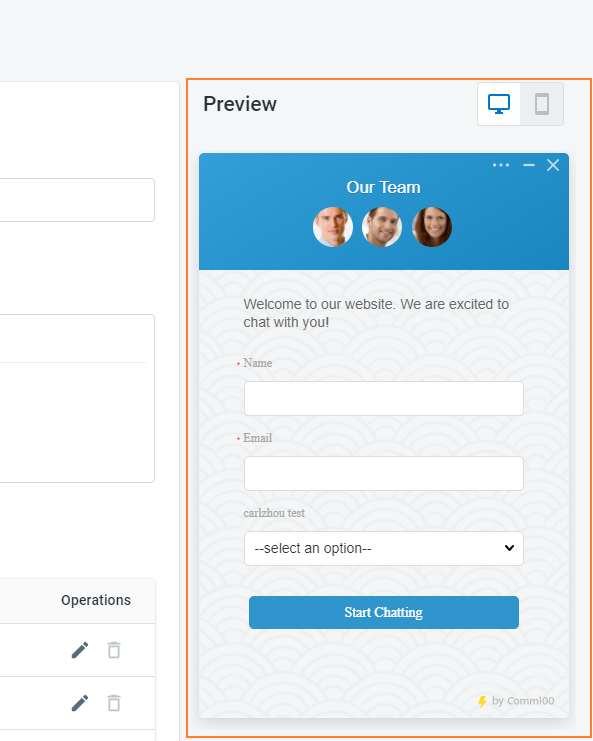 Preview
Our Team
Welcome to our website. We are excited to
chat with you!
* Name
* Email
carlzhou test
--select an option--
Operations
Start Chatting
by Comm100